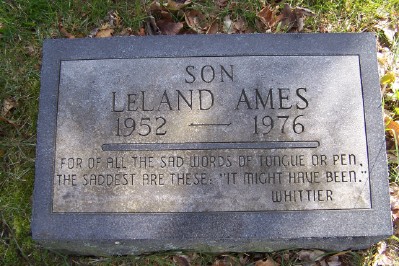 SON
LELAND AMES
1952 — 1976
FOR OF ALL THE SAD WORDS OF TONGUE OR PEN,
THE SADDEST ARE THESE: "IT MIGHT HAVE BEEN."
WHITTIER